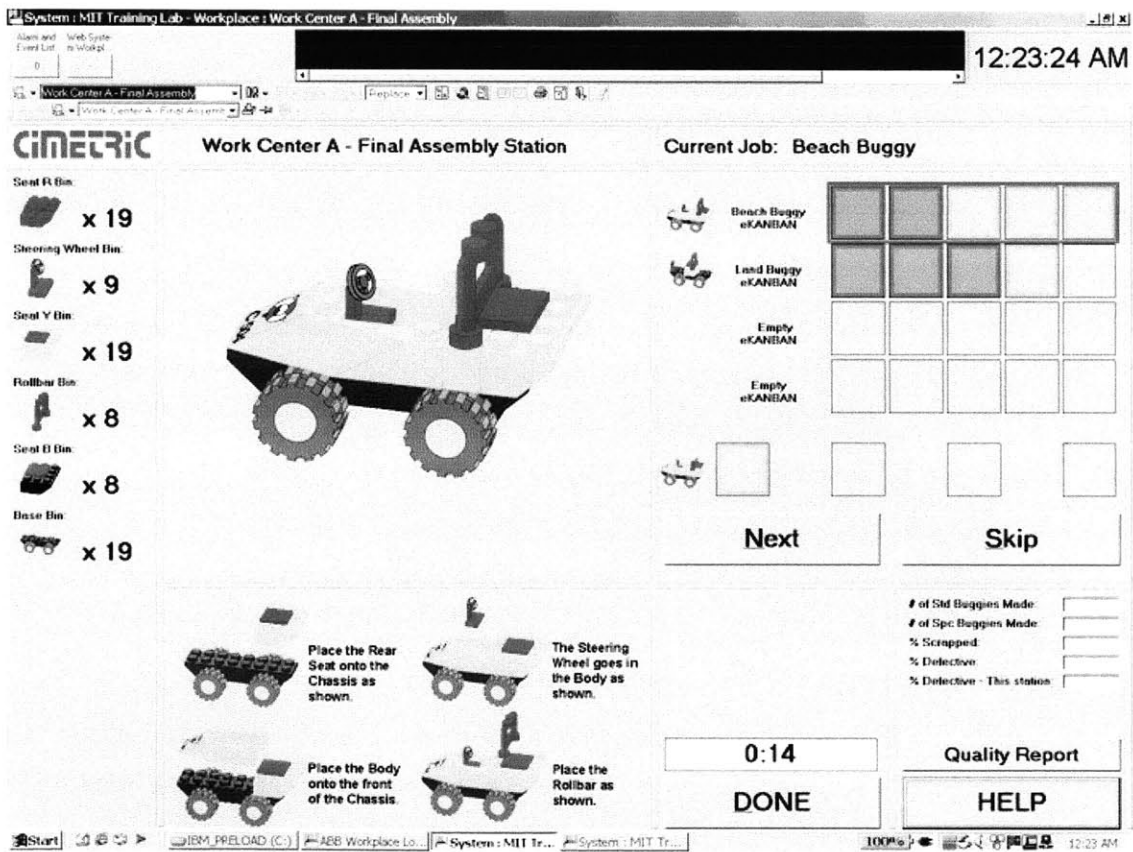 System : MIT Training Lab - Workplace : Work Center A - Final Assembly
Alarm and Event List
0
12:23:24 AM
Work Center A - Final Assembly
Replace
CIMETRIC
Work Center A - Final Assembly Station
Current Job: Beach Buggy
Seat R Bin:
x 19
Steering Wheel Bin:
x 9
Seat Y Bin:
x 19
Rollbar Bin:
x 8
Seat B Bin:
x 8
Base Bin:
x 19
Beach Buggy
eKANBAN
Land Buggy
eKANBAN
Empty
eKANBAN
Empty
eKANBAN
Next
Skip
Place the Rear
Seat onto the
Chassis as
shown.
The Steering
Wheel goes in
the Body as
shown.
Place the Body
onto the front
of the Chassis.
Place the
Rollbar as
shown.
# of Std Buggies Made:
# of Spc Buggies Made:
% Scrapped:
% Defective:
% Defective - This station:
0:14
Quality Report
DONE
HELP
Start
IBM_PRELOAD (C:)
ABB Workplace Lo...
System : MIT Tr...
System : MIT Tr...
100%
12:23 AM